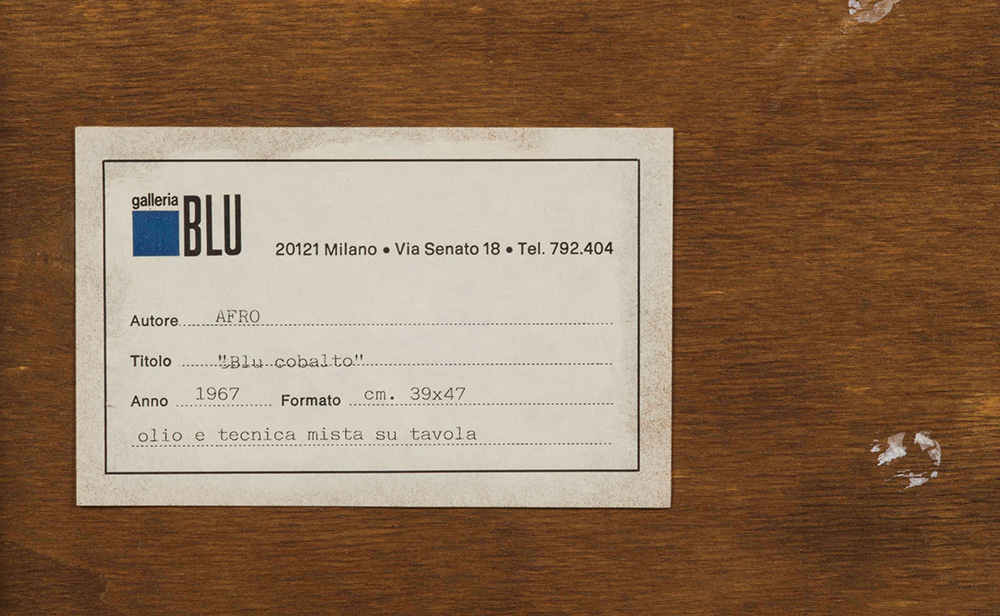 galleria
BLU
20121 Milano • Via Senato 18 • Tel. 792.404
Autore AFRO
Titolo "Blu cobalto"
Anno 1967 Formato cm. 39x47
olio e tecnica mista su tavola